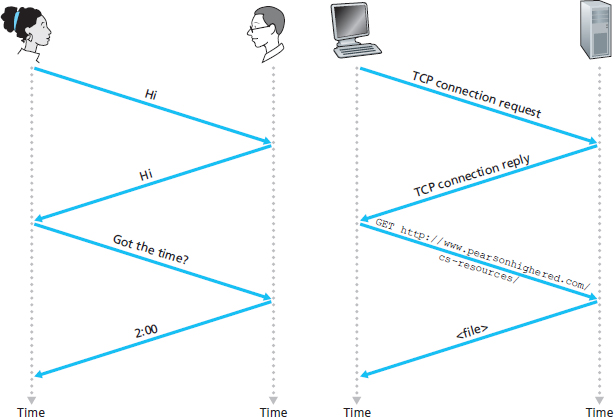 Hi
Hi
Got the time?
2:00
Time
Time
TCP connection request
TCP connection reply
GET http://www.pearsonhighered.com/
cs-resources/
<file>
Time
Time